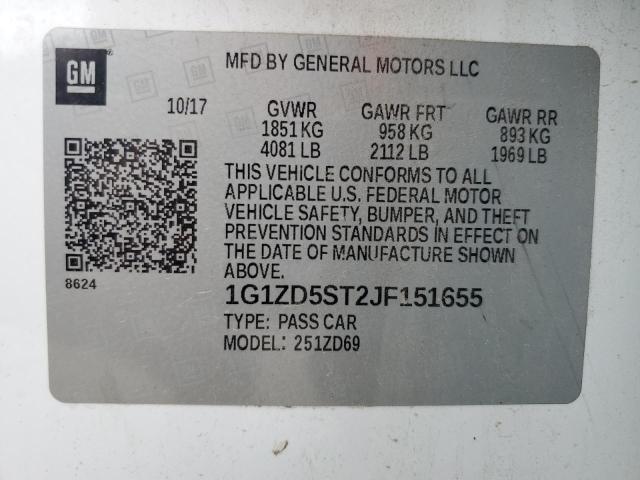 GM
MFD BY GENERAL MOTORS LLC
10/17 GVWR GAWR FRT GAWR RR
1851 KG 958 KG 893 KG
4081 LB 2112 LB 1969 LB
THIS VEHICLE CONFORMS TO ALL
APPLICABLE U.S. FEDERAL MOTOR
VEHICLE SAFETY, BUMPER, AND THEFT
PREVENTION STANDARDS IN EFFECT ON
THE DATE OF MANUFACTURE SHOWN
ABOVE.
8624
1G1ZD5ST2JF151655
TYPE: PASS CAR
MODEL: 251ZD69